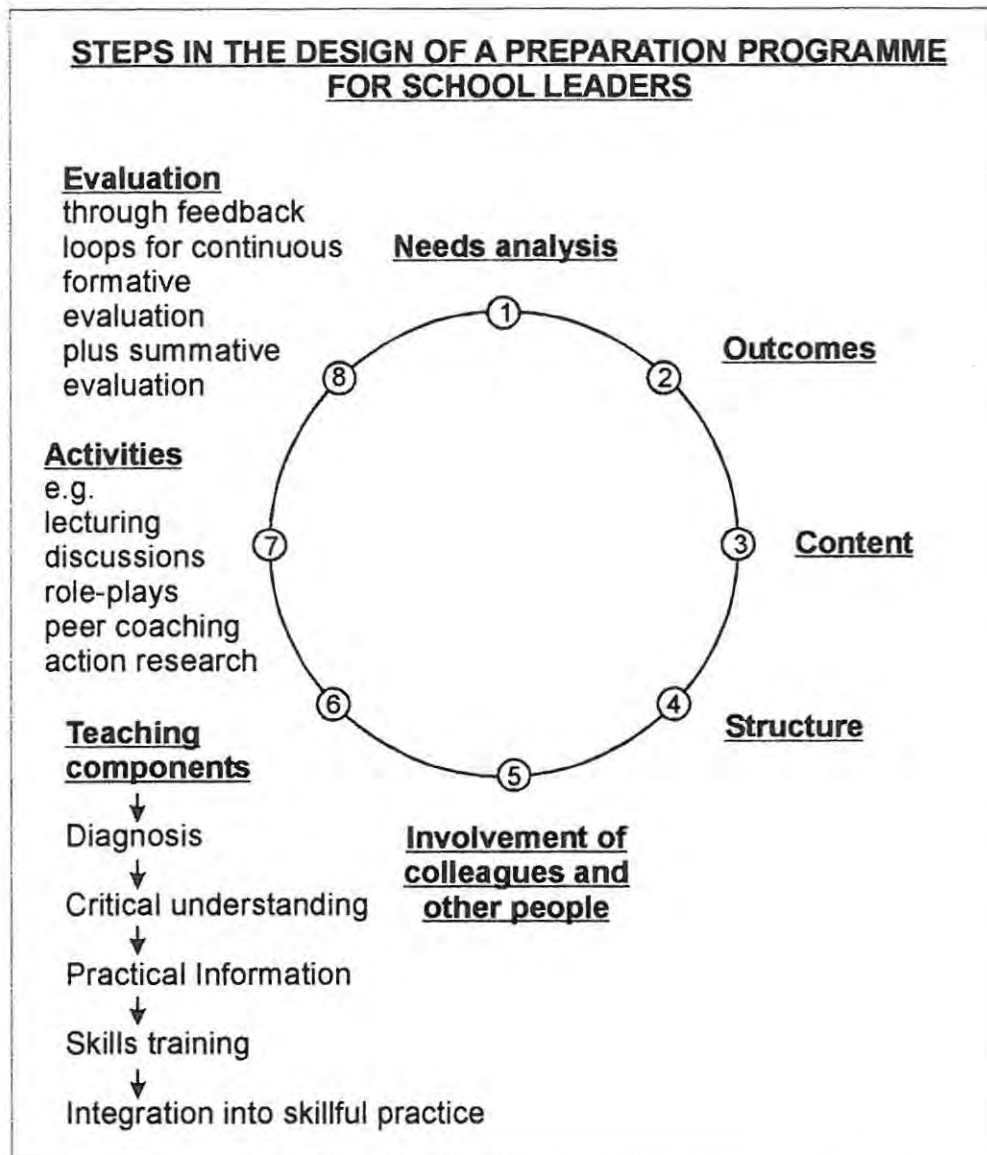 STEPS IN THE DESIGN OF A PREPARATION PROGRAMME
FOR SCHOOL LEADERS
Evaluation
through feedback
loops for continuous
formative
evaluation
plus summative
evaluation
Needs analysis
1
Outcomes
2
8
Activities
e.g.
lecturing
discussions
role-plays
peer coaching
action research
7
3
Content
6
4
Structure
5
Teaching
components
Diagnosis
Critical understanding
Practical Information
Skills training
Integration into skillful practice
Involvement of
colleagues and
other people